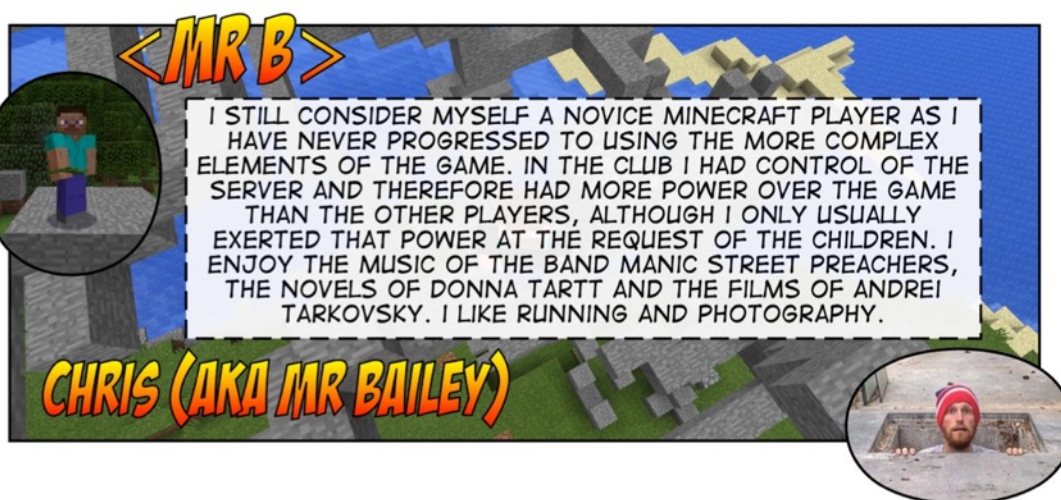 <MR B>
I STILL CONSIDER MYSELF A NOVICE MINECRAFT PLAYER AS I
HAVE NEVER PROGRESSED TO USING THE MORE COMPLEX
ELEMENTS OF THE GAME. IN THE CLUB I HAD CONTROL OF THE
SERVER AND THEREFORE HAD MORE POWER OVER THE GAME
THAN THE OTHER PLAYERS, ALTHOUGH I ONLY USUALLY
EXERTED THAT POWER AT THE REQUEST OF THE CHILDREN. I
ENJOY THE MUSIC OF THE BAND MANIC STREET PREACHERS,
THE NOVELS OF DONNA TARTT AND THE FILMS OF ANDREI
TARKOVSKY. I LIKE RUNNING AND PHOTOGRAPHY.
CHRIS (AKA MR BAILEY)